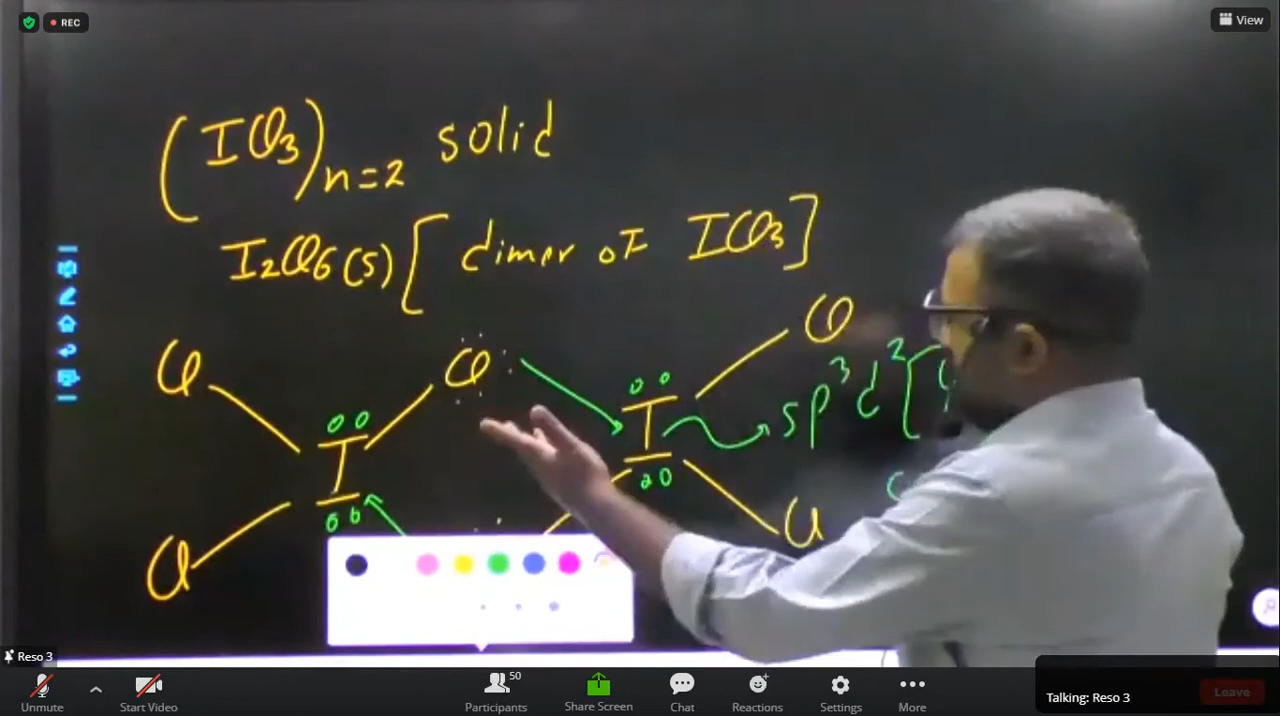 REC
View
(ICl₃)n=2 solid
I₂Cl₆(s) [dimer of ICl₃]
Cl Cl Cl
I I sp³d²[
Cl Cl
Reso 3
Talking: Reso 3
Leave
Unmute
Start Video
Participants 50
Share Screen
Chat
Reactions
Settings
More